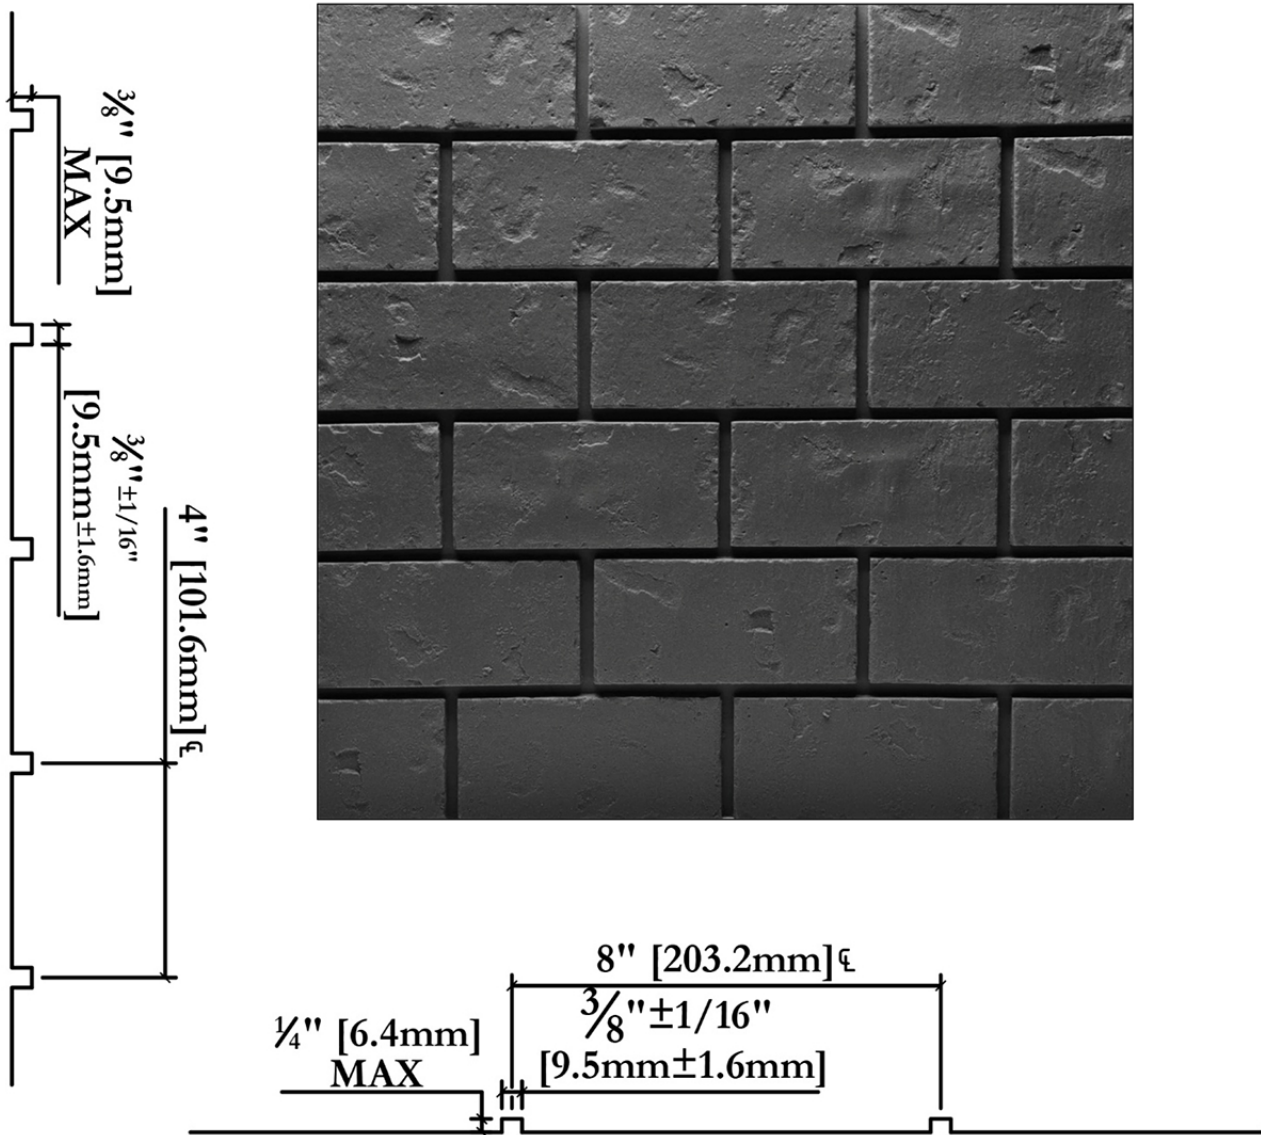 ⅜" [9.5mm]
MAX
⅜"±1/16"
[9.5mm±1.6mm]
4" [101.6mm]℄
8" [203.2mm]℄
⅜"±1/16"
[9.5mm±1.6mm]
¼" [6.4mm]
MAX